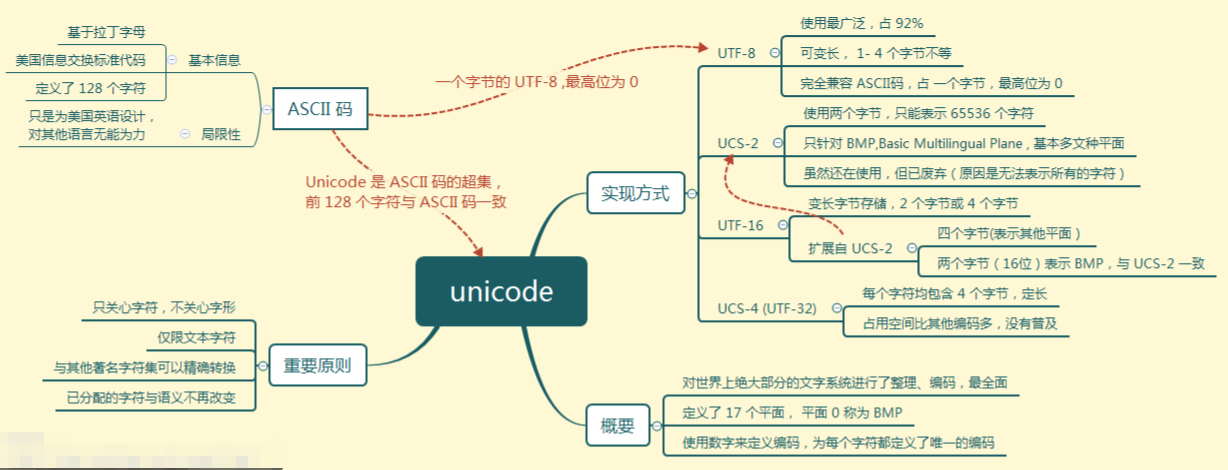 基于拉丁字母
美国信息交换标准代码
定义了 128 个字符
基本信息
只是为美国英语设计，
对其他语言无能为力
局限性
ASCII 码
一个字节的 UTF-8 ,最高位为 0
Unicode 是 ASCII 码的超集，
前 128 个字符与 ASCII 码一致
unicode
实现方式
UTF-8
使用最广泛，占 92%
可变长， 1- 4 个字节不等
完全兼容 ASCII码，占 一个字节，最高位为 0
UCS-2
使用两个字节，只能表示 65536 个字符
只针对 BMP,Basic Multilingual Plane , 基本多文种平面
虽然还在使用，但已废弃（原因是无法表示所有的字符）
UTF-16
变长字节存储，2 个字节或 4 个字节
扩展自 UCS-2
四个字节(表示其他平面 )
两个字节（16位）表示 BMP，与 UCS-2 一致
UCS-4 (UTF-32)
每个字符均包含 4 个字节，定长
占用空间比其他编码多，没有普及
只关心字符，不关心字形
仅限文本字符
与其他著名字符集可以精确转换
已分配的字符与语义不再改变
重要原则
概要
对世界上绝大部分的文字系统进行了整理、编码，最全面
定义了 17 个平面， 平面 0 称为 BMP
使用数字来定义编码，为每个字符都定义了唯一的编码